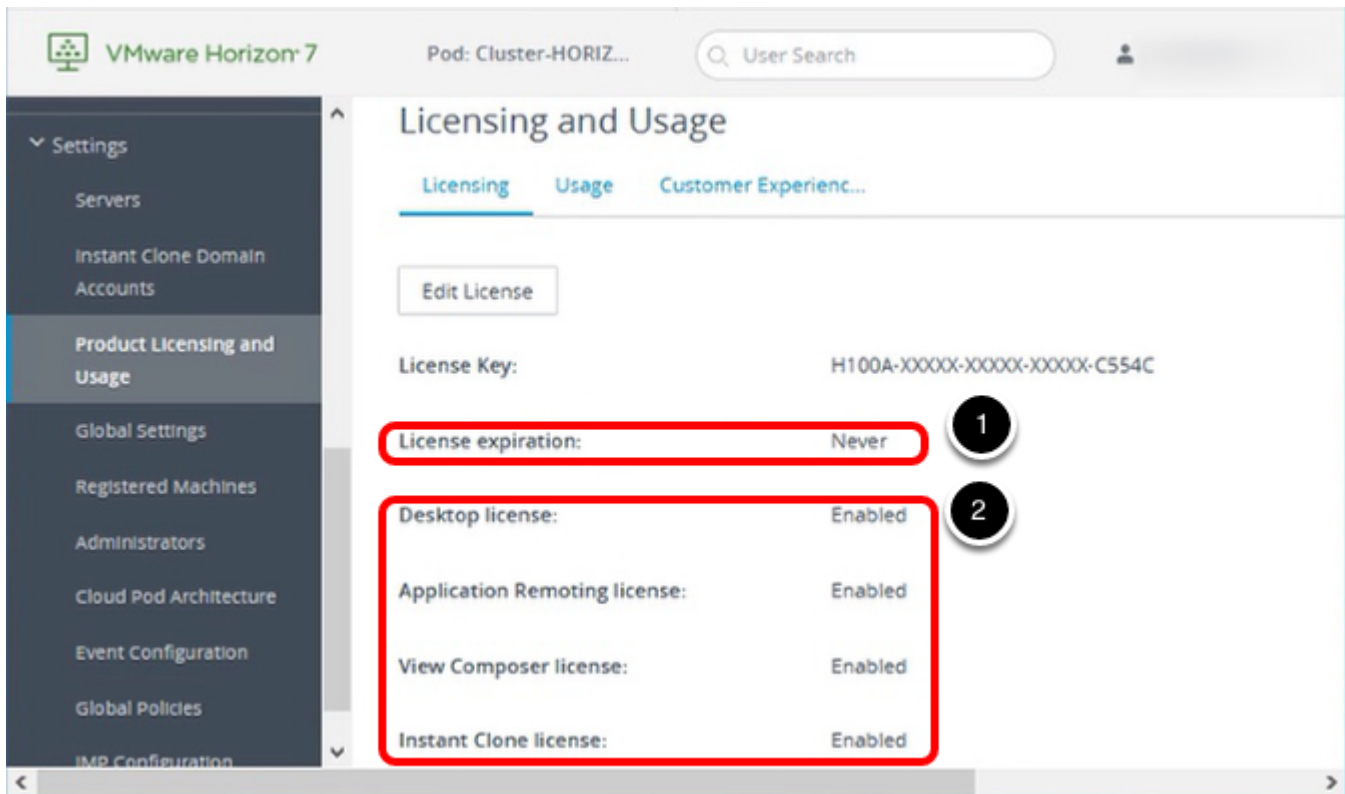 VMware Horizon® 7
Pod: Cluster-HORIZ...
User Search
Settings
Servers
Instant Clone Domain
Accounts
Product Licensing and
Usage
Global Settings
Registered Machines
Administrators
Cloud Pod Architecture
Event Configuration
Global Policies
JMP Configuration
Licensing and Usage
Licensing Usage Customer Experienc...
Edit License
License Key: H100A-XXXXX-XXXXX-XXXXX-C554C
License expiration: Never 1
Desktop license: Enabled 2
Application Remoting license: Enabled
View Composer license: Enabled
Instant Clone license: Enabled